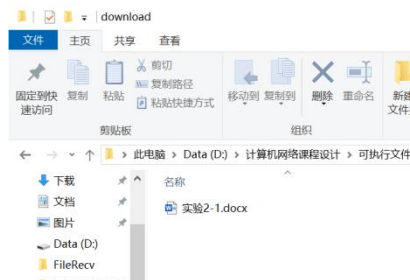 download
文件 主页 共享 查看
固定到快速访问
复制
粘贴
剪切
复制路径
粘贴快捷方式
移动到 复制到 删除 重命名
新建
剪贴板 组织
此电脑 > Data (D:) > 计算机网络课程设计 > 可执行文件
下载
文档
图片
Data (D:)
FileRecv
名称
实验2-1.docx